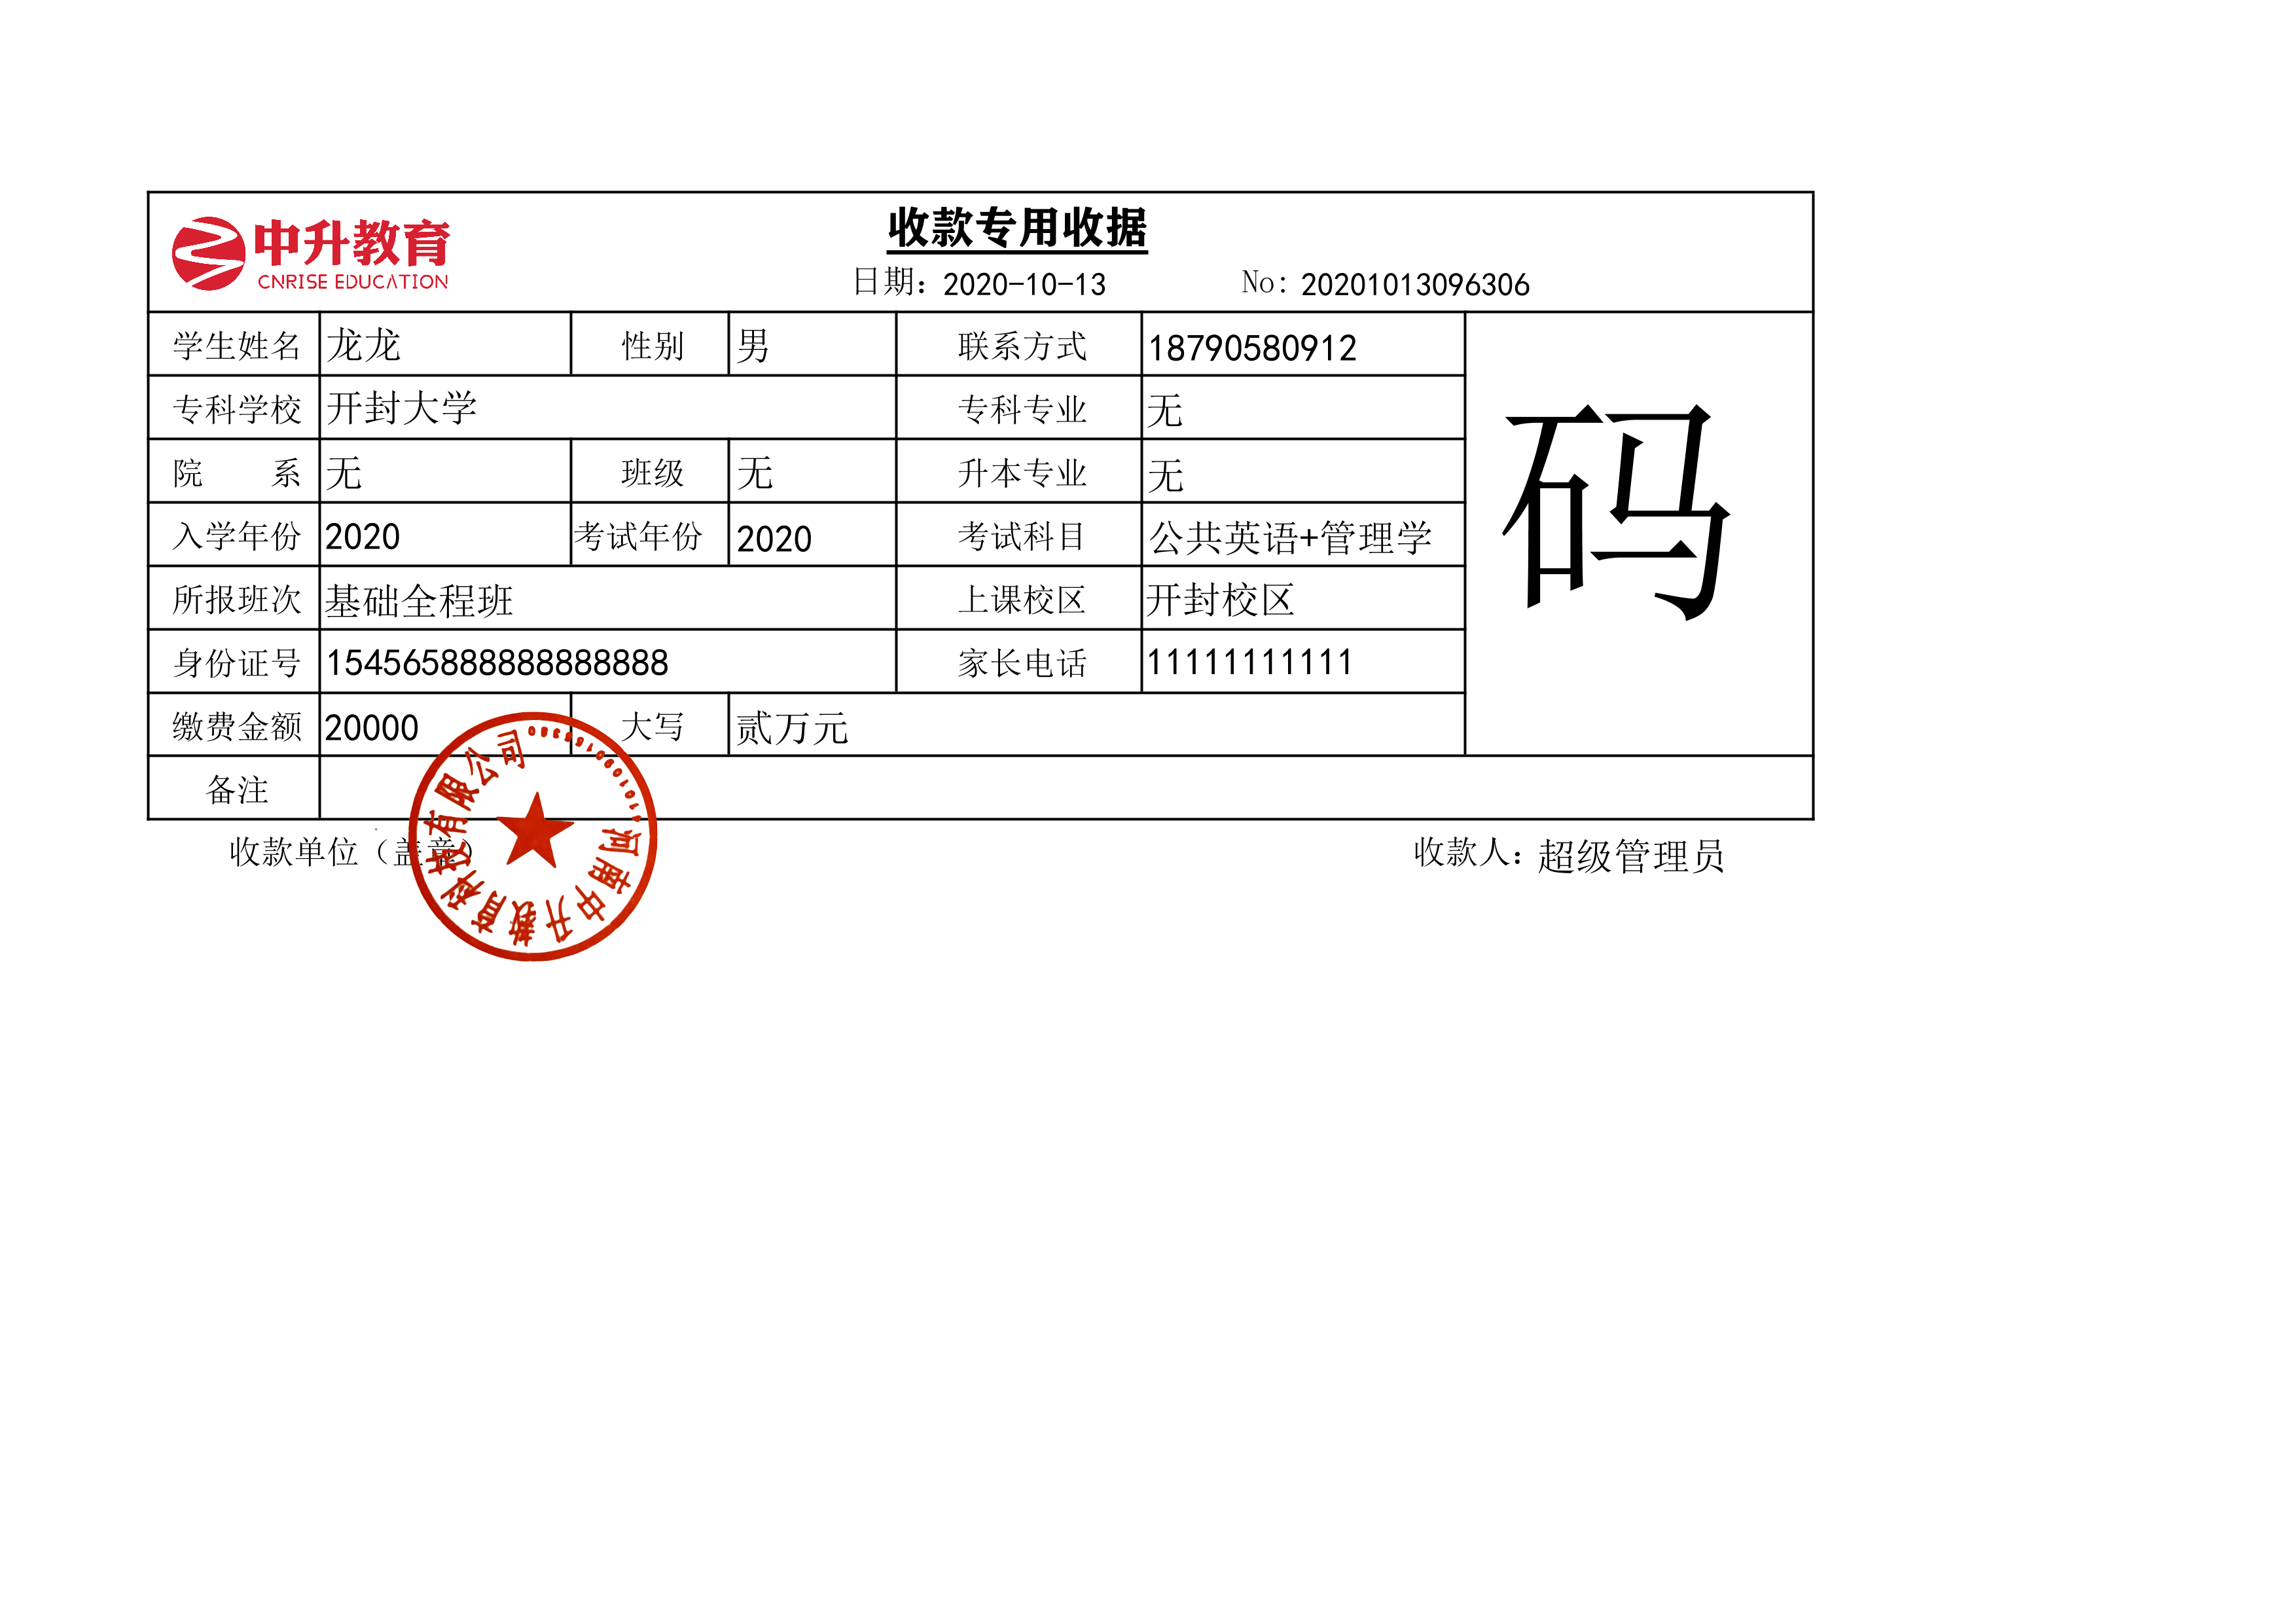 中升教育
CNRISE EDUCATION
收款专用收据
日期：2020-10-13 No：20201013096306
学生姓名 龙龙 性别 男 联系方式 18790580912
专科学校 开封大学 专科专业 无
院 系 无 班级 无 升本专业 无
入学年份 2020 考试年份 2020 考试科目 公共英语+管理学
所报班次 基础全程班 上课校区 开封校区
身份证号 154565888888888888 家长电话 11111111111
缴费金额 20000 大写 贰万元
备注
码
收款单位（盖章） 收款人：超级管理员
河南中升教育科技有限公司